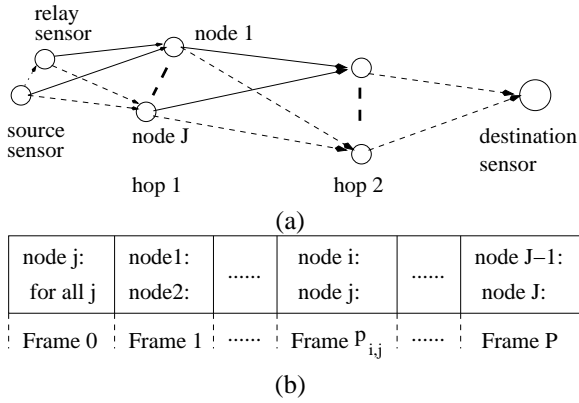 relay
sensor
node 1
source
sensor
node J
destination
sensor
hop 1
hop 2
(a)
node j: node1: ...... node i: ...... node J−1:
for all j node2: node j: node J:
Frame 0 Frame 1 ...... Frame p i,j ...... Frame P
(b)